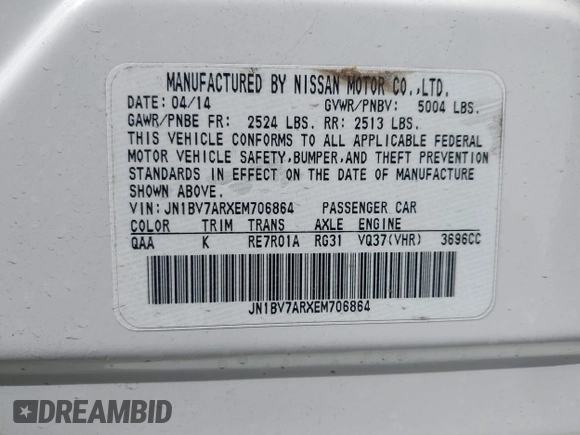 MANUFACTURED BY NISSAN MOTOR CO.,LTD.
DATE: 04/14 GVWR/PNBV: 5004 LBS.
GAWR/PNBE FR: 2524 LBS. RR: 2513 LBS.
THIS VEHICLE CONFORMS TO ALL APPLICABLE FEDERAL
MOTOR VEHICLE SAFETY,BUMPER,AND THEFT PREVENTION
STANDARDS IN EFFECT ON THE DATE OF MANUFACTURE
SHOWN ABOVE.
VIN: JN1BV7ARXEM706864 PASSENGER CAR
COLOR TRIM TRANS AXLE ENGINE
QAA K RE7R01A RG31 VQ37(VHR) 3696CC
JN1BV7ARXEM706864
DREAMBID